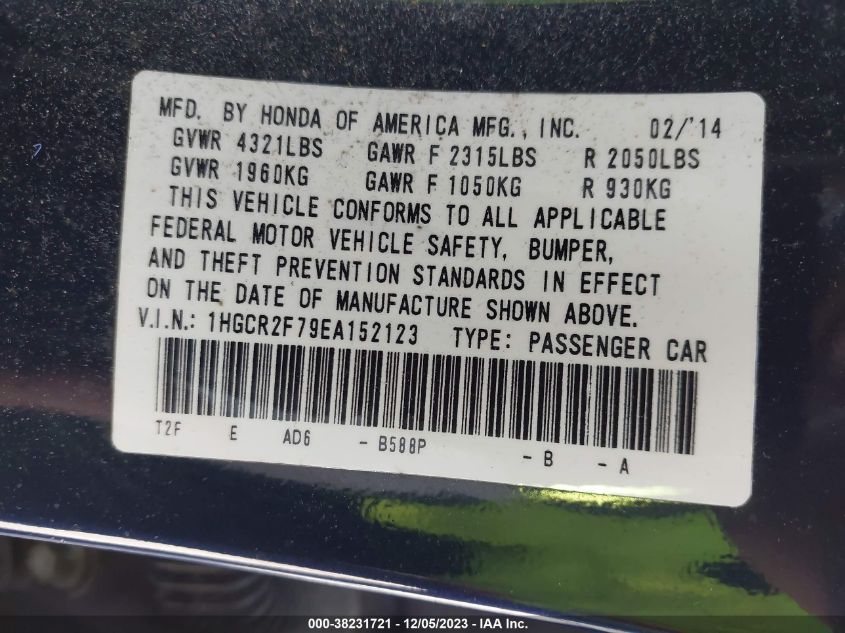 MFD. BY HONDA OF AMERICA MFG., INC. 02/'14
GVWR 4321LBS GAWR F 2315LBS R 2050LBS
GVWR 1960KG GAWR F 1050KG R 930KG
THIS VEHICLE CONFORMS TO ALL APPLICABLE
FEDERAL MOTOR VEHICLE SAFETY, BUMPER,
AND THEFT PREVENTION STANDARDS IN EFFECT
ON THE DATE OF MANUFACTURE SHOWN ABOVE.
V.I.N.: 1HGCR2F79EA152123 TYPE: PASSENGER CAR
T2F E AD6 - B588P - B - A
000-38231721 - 12/05/2023 - IAA Inc.